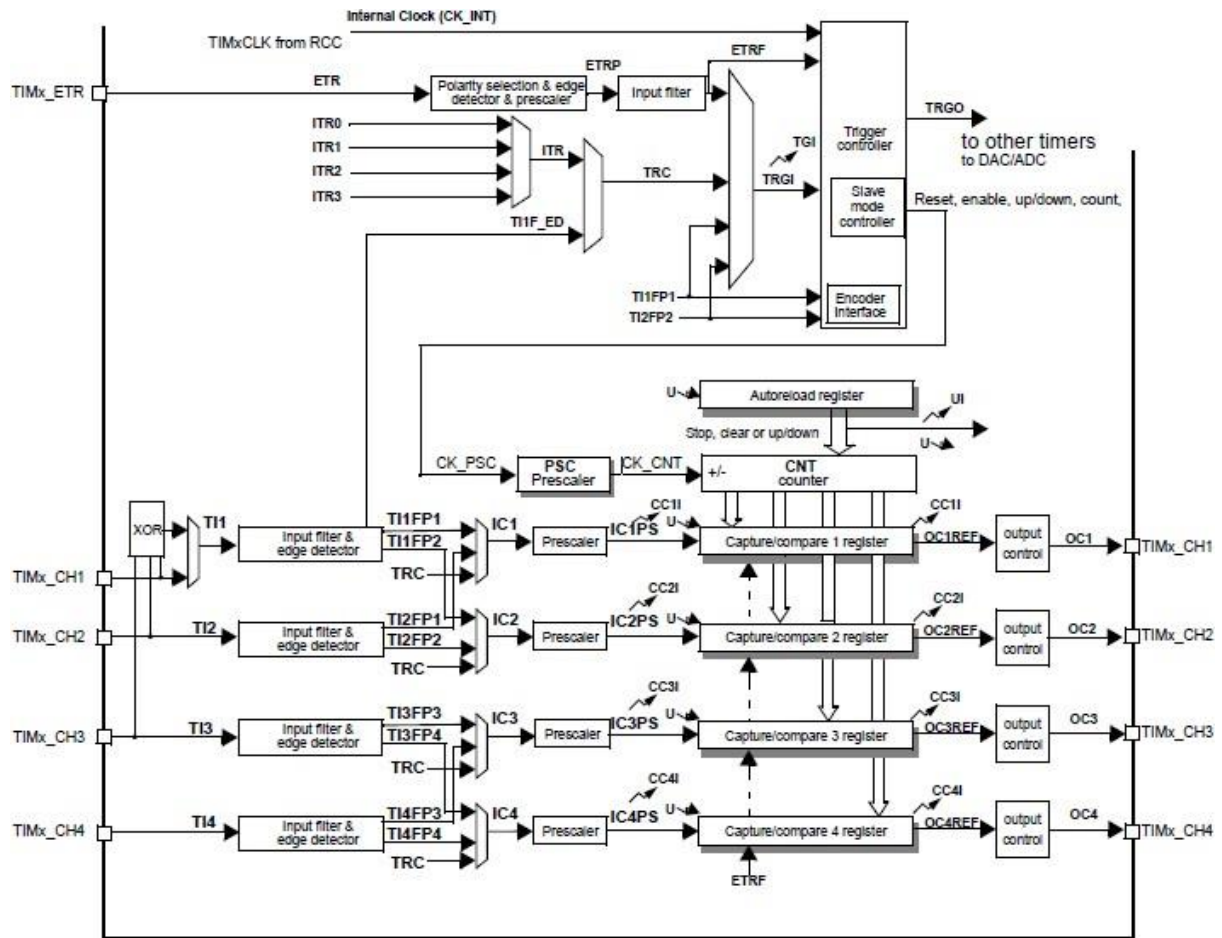 Internal Clock (CK_INT)
TIMxCLK from RCC
ETRF
ETRP
ETR
TIMx_ETR
Polarity selection & edge
detector & prescaler
Input filter
TRGO
to other timers
to DAC/ADC
Trigger
controller
TGI
ITR0
ITR1
ITR2
ITR3
ITR
TRC
TRGI
Slave
mode
controller
Reset, enable, up/down, count,
TI1F_ED
TI1FP1
TI2FP2
Encoder
Interface
U
Autoreload register
UI
Stop, clear or up/down
U
CK_PSC
PSC
Prescaler
CK_CNT
+/-
CNT
counter
XOR
TI1
Input filter &
edge detector
TI1FP1
TI1FP2
TRC
IC1
Prescaler
IC1PS
CC1I
U
Capture/compare 1 register
CC1I
OC1REF
output
control
OC1
TIMx_CH1
TIMx_CH1
TIMx_CH2
TI2
Input filter &
edge detector
TI2FP1
TI2FP2
TRC
IC2
Prescaler
IC2PS
CC2I
U
Capture/compare 2 register
CC2I
OC2REF
output
control
OC2
TIMx_CH2
TIMx_CH3
TI3
Input filter &
edge detector
TI3FP3
TI3FP4
TRC
IC3
Prescaler
IC3PS
CC3I
U
Capture/compare 3 register
CC3I
OC3REF
output
control
OC3
TIMx_CH3
TIMx_CH4
TI4
Input filter &
edge detector
TI4FP3
TI4FP4
TRC
IC4
Prescaler
IC4PS
CC4I
U
Capture/compare 4 register
CC4I
OC4REF
output
control
OC4
TIMx_CH4
ETRF